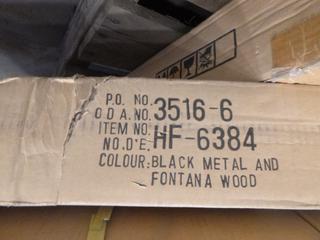 P.O. NO. 3516-6
O D A. NO.
ITEM NO. HF-6384
NO. D'E.
COLOUR: BLACK METAL AND
FONTANA WOOD